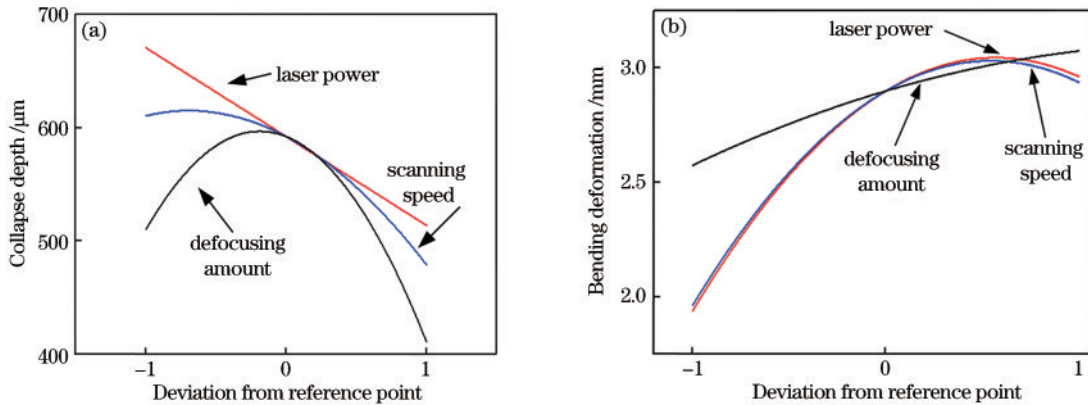 (a)
700
600
500
400
Collapse depth /μm
laser power
scanning
speed
defocusing
amount
−1
0
1
Deviation from reference point
(b)
3.0
2.5
2.0
Bending deformation /mm
laser power
defocusing
amount
scanning
speed
−1
0
1
Deviation from reference point